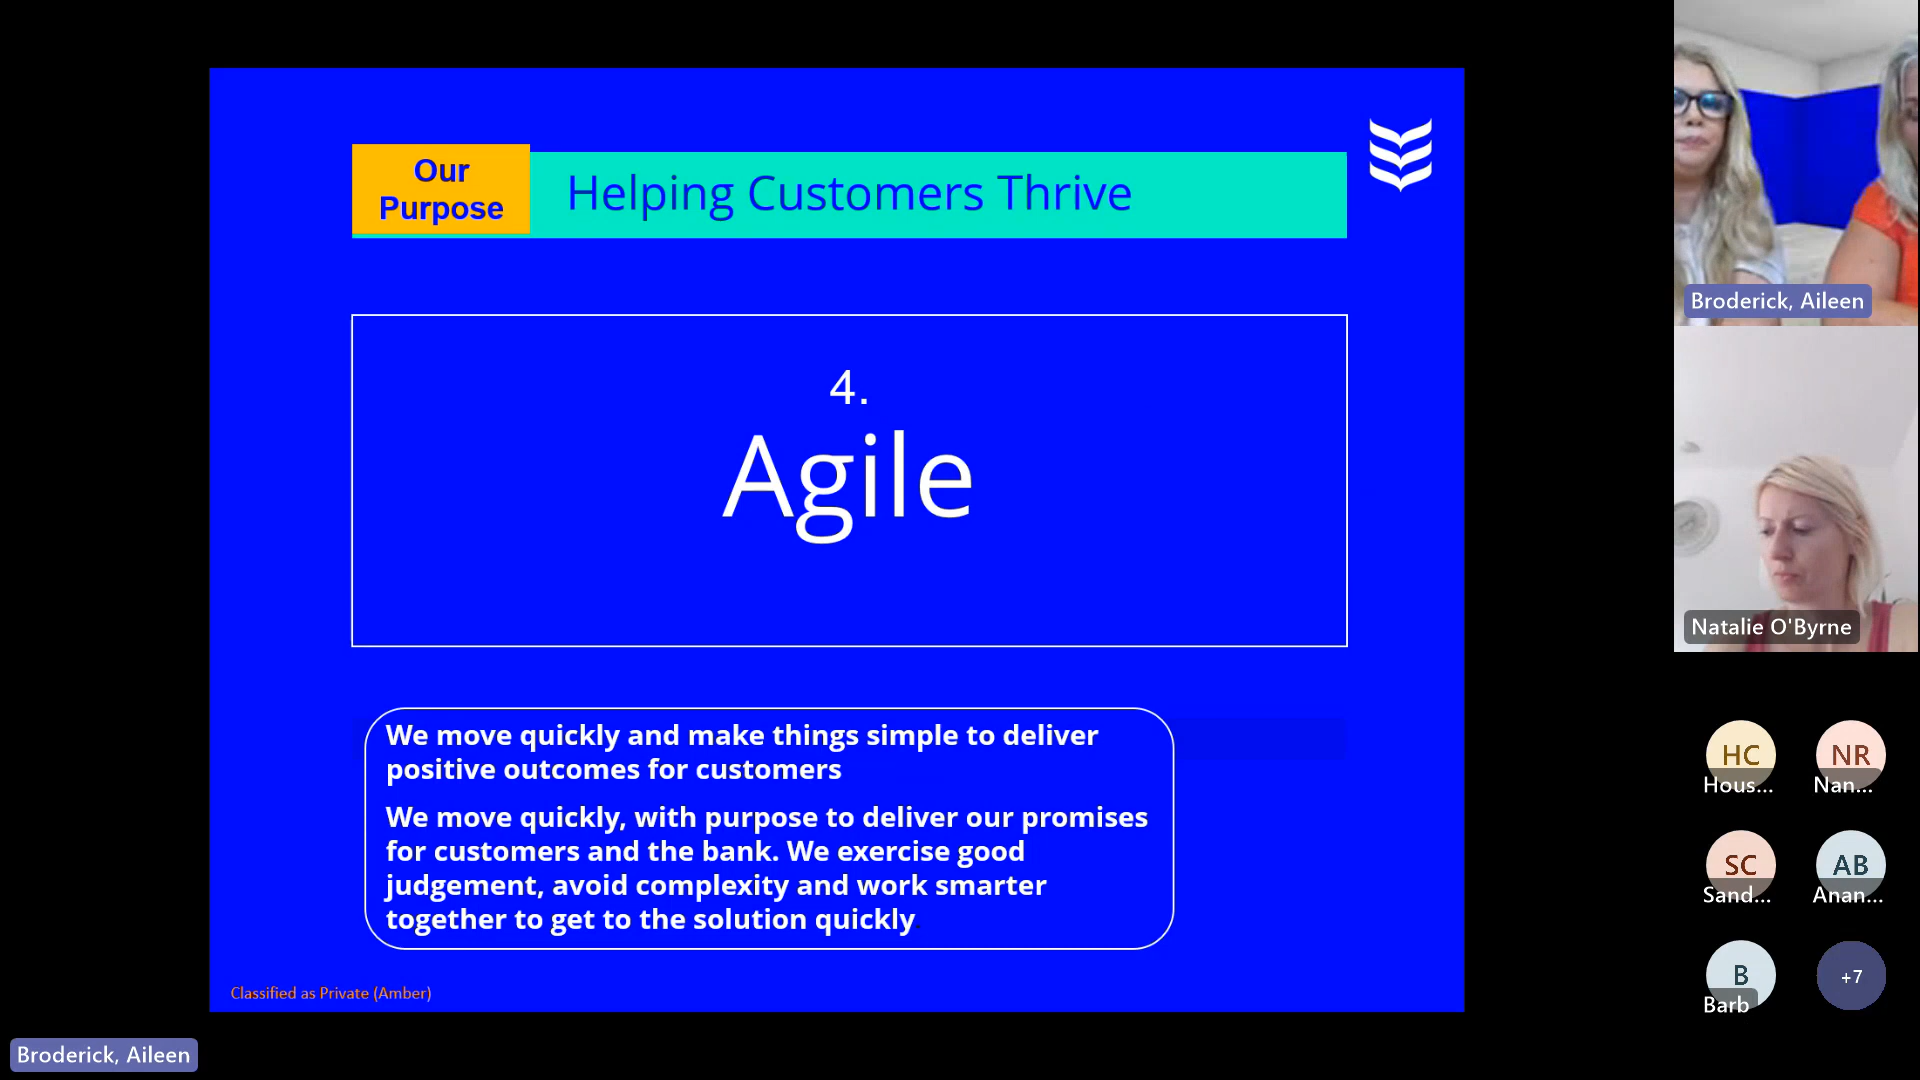 Our
Purpose
Helping Customers Thrive
4.
Agile
We move quickly and make things simple to deliver
positive outcomes for customers
We move quickly, with purpose to deliver our promises
for customers and the bank. We exercise good
judgement, avoid complexity and work smarter
together to get to the solution quickly.
Classified as Private (Amber)
Broderick, Aileen
Broderick, Aileen
Natalie O'Byrne
HC
Hous...
NR
Nan...
SC
Sand...
AB
Anan...
B
Barb
+7